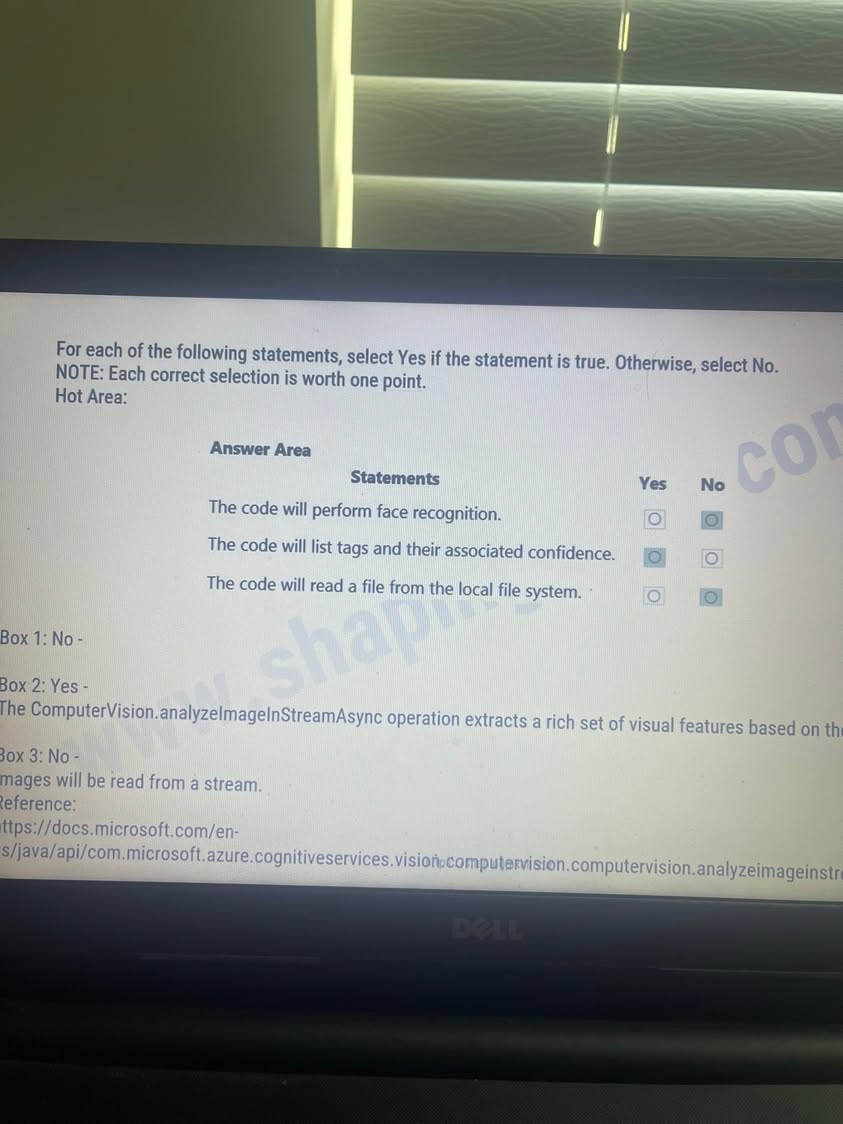 For each of the following statements, select Yes if the statement is true. Otherwise, select No.
NOTE: Each correct selection is worth one point.
Hot Area:
Answer Area
Statements Yes No
The code will perform face recognition.
The code will list tags and their associated confidence.
The code will read a file from the local file system.
www.shaping
com
Box 1: No -
Box 2: Yes -
The ComputerVision.analyzeImageInStreamAsync operation extracts a rich set of visual features based on the
Box 3: No -
mages will be read from a stream.
Reference:
ttps://docs.microsoft.com/en-
s/java/api/com.microsoft.azure.cognitiveservices.vision.computervision.computervision.analyzeimageinstre
DELL